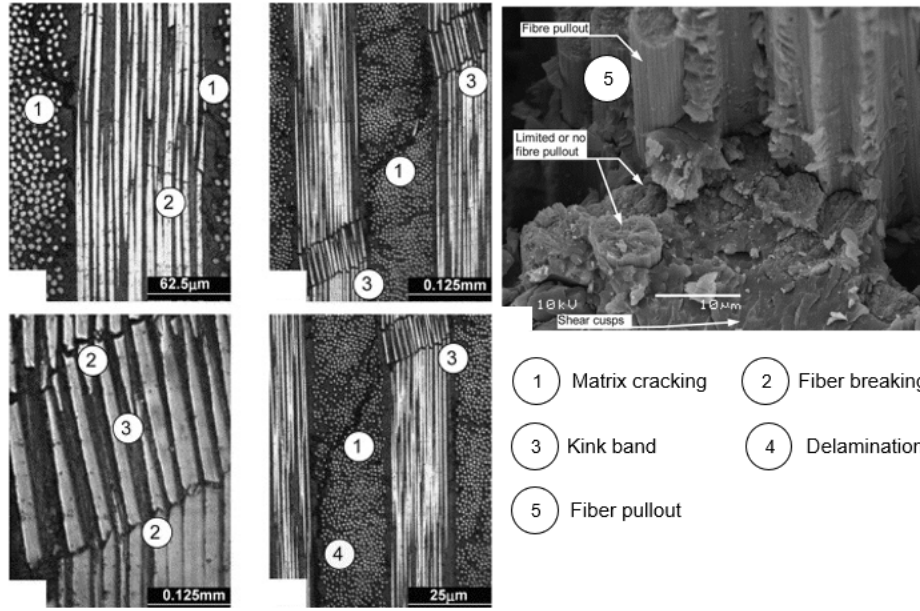 1
1
2
62.5µm
3
1
3
0.125mm
Fibre pullout
5
Limited or no
fibre pullout
10kV
10µm
Shear cusps
2
3
2
0.125mm
3
1
4
25µm
1 Matrix cracking
2 Fiber breaking
3 Kink band
4 Delamination
5 Fiber pullout